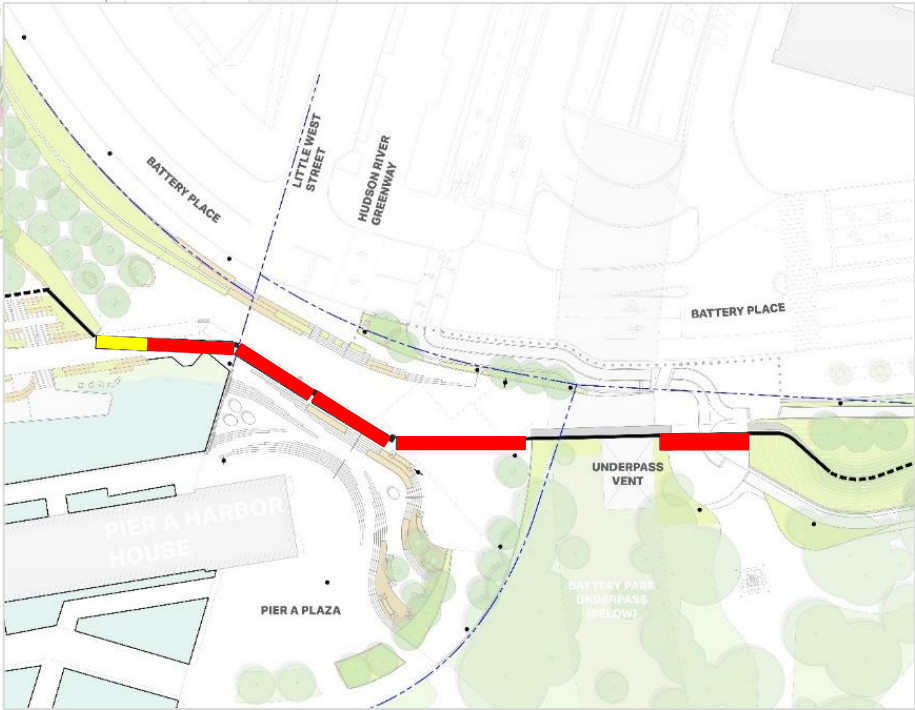 BATTERY PLACE
LITTLE WEST
STREET
HUDSON RIVER
GREENWAY
BATTERY PLACE
UNDERPASS
VENT
PIER A HARBOR
HOUSE
BATTERY PARK
UNDERPASS
(BELOW)
PIER A PLAZA